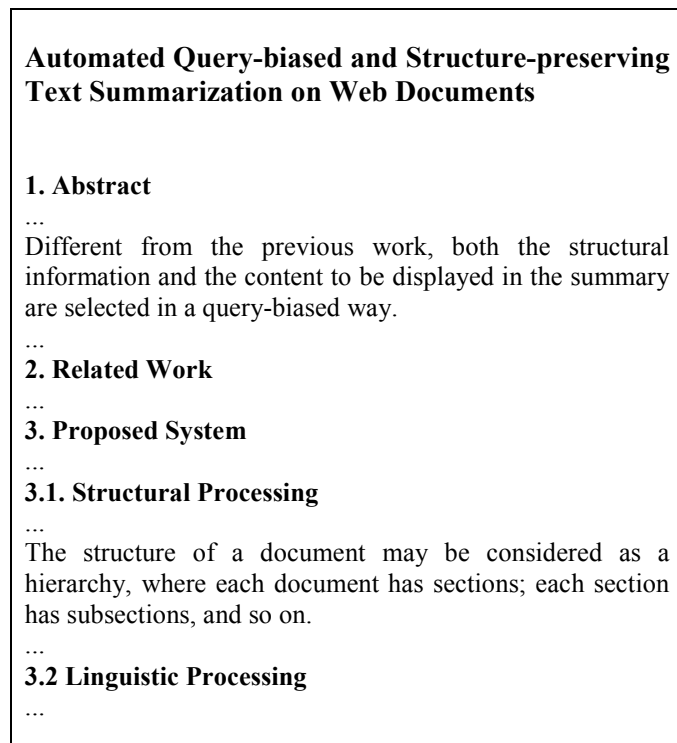 Automated Query-biased and Structure-preserving
Text Summarization on Web Documents
1. Abstract
...
Different from the previous work, both the structural
information and the content to be displayed in the summary
are selected in a query-biased way.
...
2. Related Work
...
3. Proposed System
...
3.1. Structural Processing
...
The structure of a document may be considered as a
hierarchy, where each document has sections; each section
has subsections, and so on.
...
3.2 Linguistic Processing
...